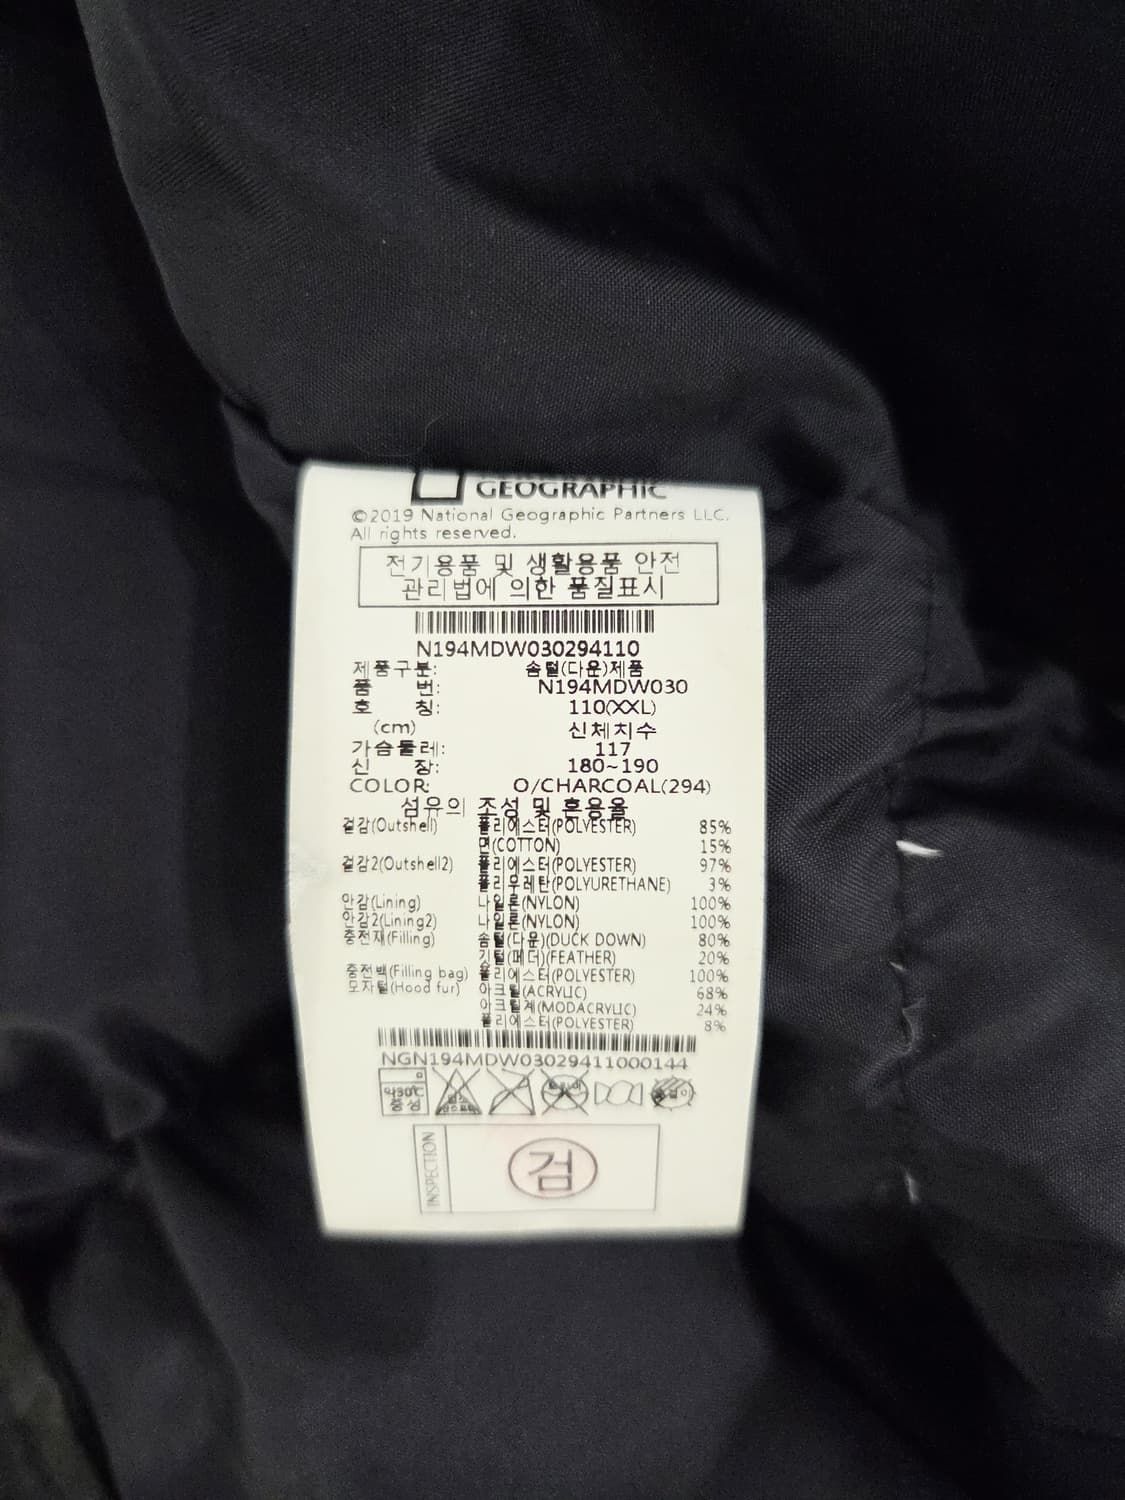 GEOGRAPHIC
©2019 National Geographic Partners LLC.
All rights reserved.
전기용품 및 생활용품 안전
관리법에 의한 품질표시
N194MDW030294110
제품구분: 솜털(다운)제품
품 번: N194MDW030
호 칭: 110(XXL)
(cm) 신체치수
가슴둘레: 117
신 장: 180~190
COLOR: O/CHARCOAL(294)
섬유의 조성 및 혼용율
겉감(Outshell) 폴리에스터(POLYESTER) 85%
면(COTTON) 15%
겉감2(Outshell2) 폴리에스터(POLYESTER) 97%
폴리우레탄(POLYURETHANE) 3%
안감(Lining) 나일론(NYLON) 100%
안감2(Lining2) 나일론(NYLON) 100%
충전재(Filling) 솜털(다운)(DUCK DOWN) 80%
깃털(페더)(FEATHER) 20%
충전백(Filling bag) 폴리에스터(POLYESTER) 100%
모자털(Hood fur) 아크릴(ACRYLIC) 68%
아크릴계(MODACRYLIC) 24%
폴리에스터(POLYESTER) 8%
NGN194MDW03029411000144
약30℃
중성
INSPECTION
검